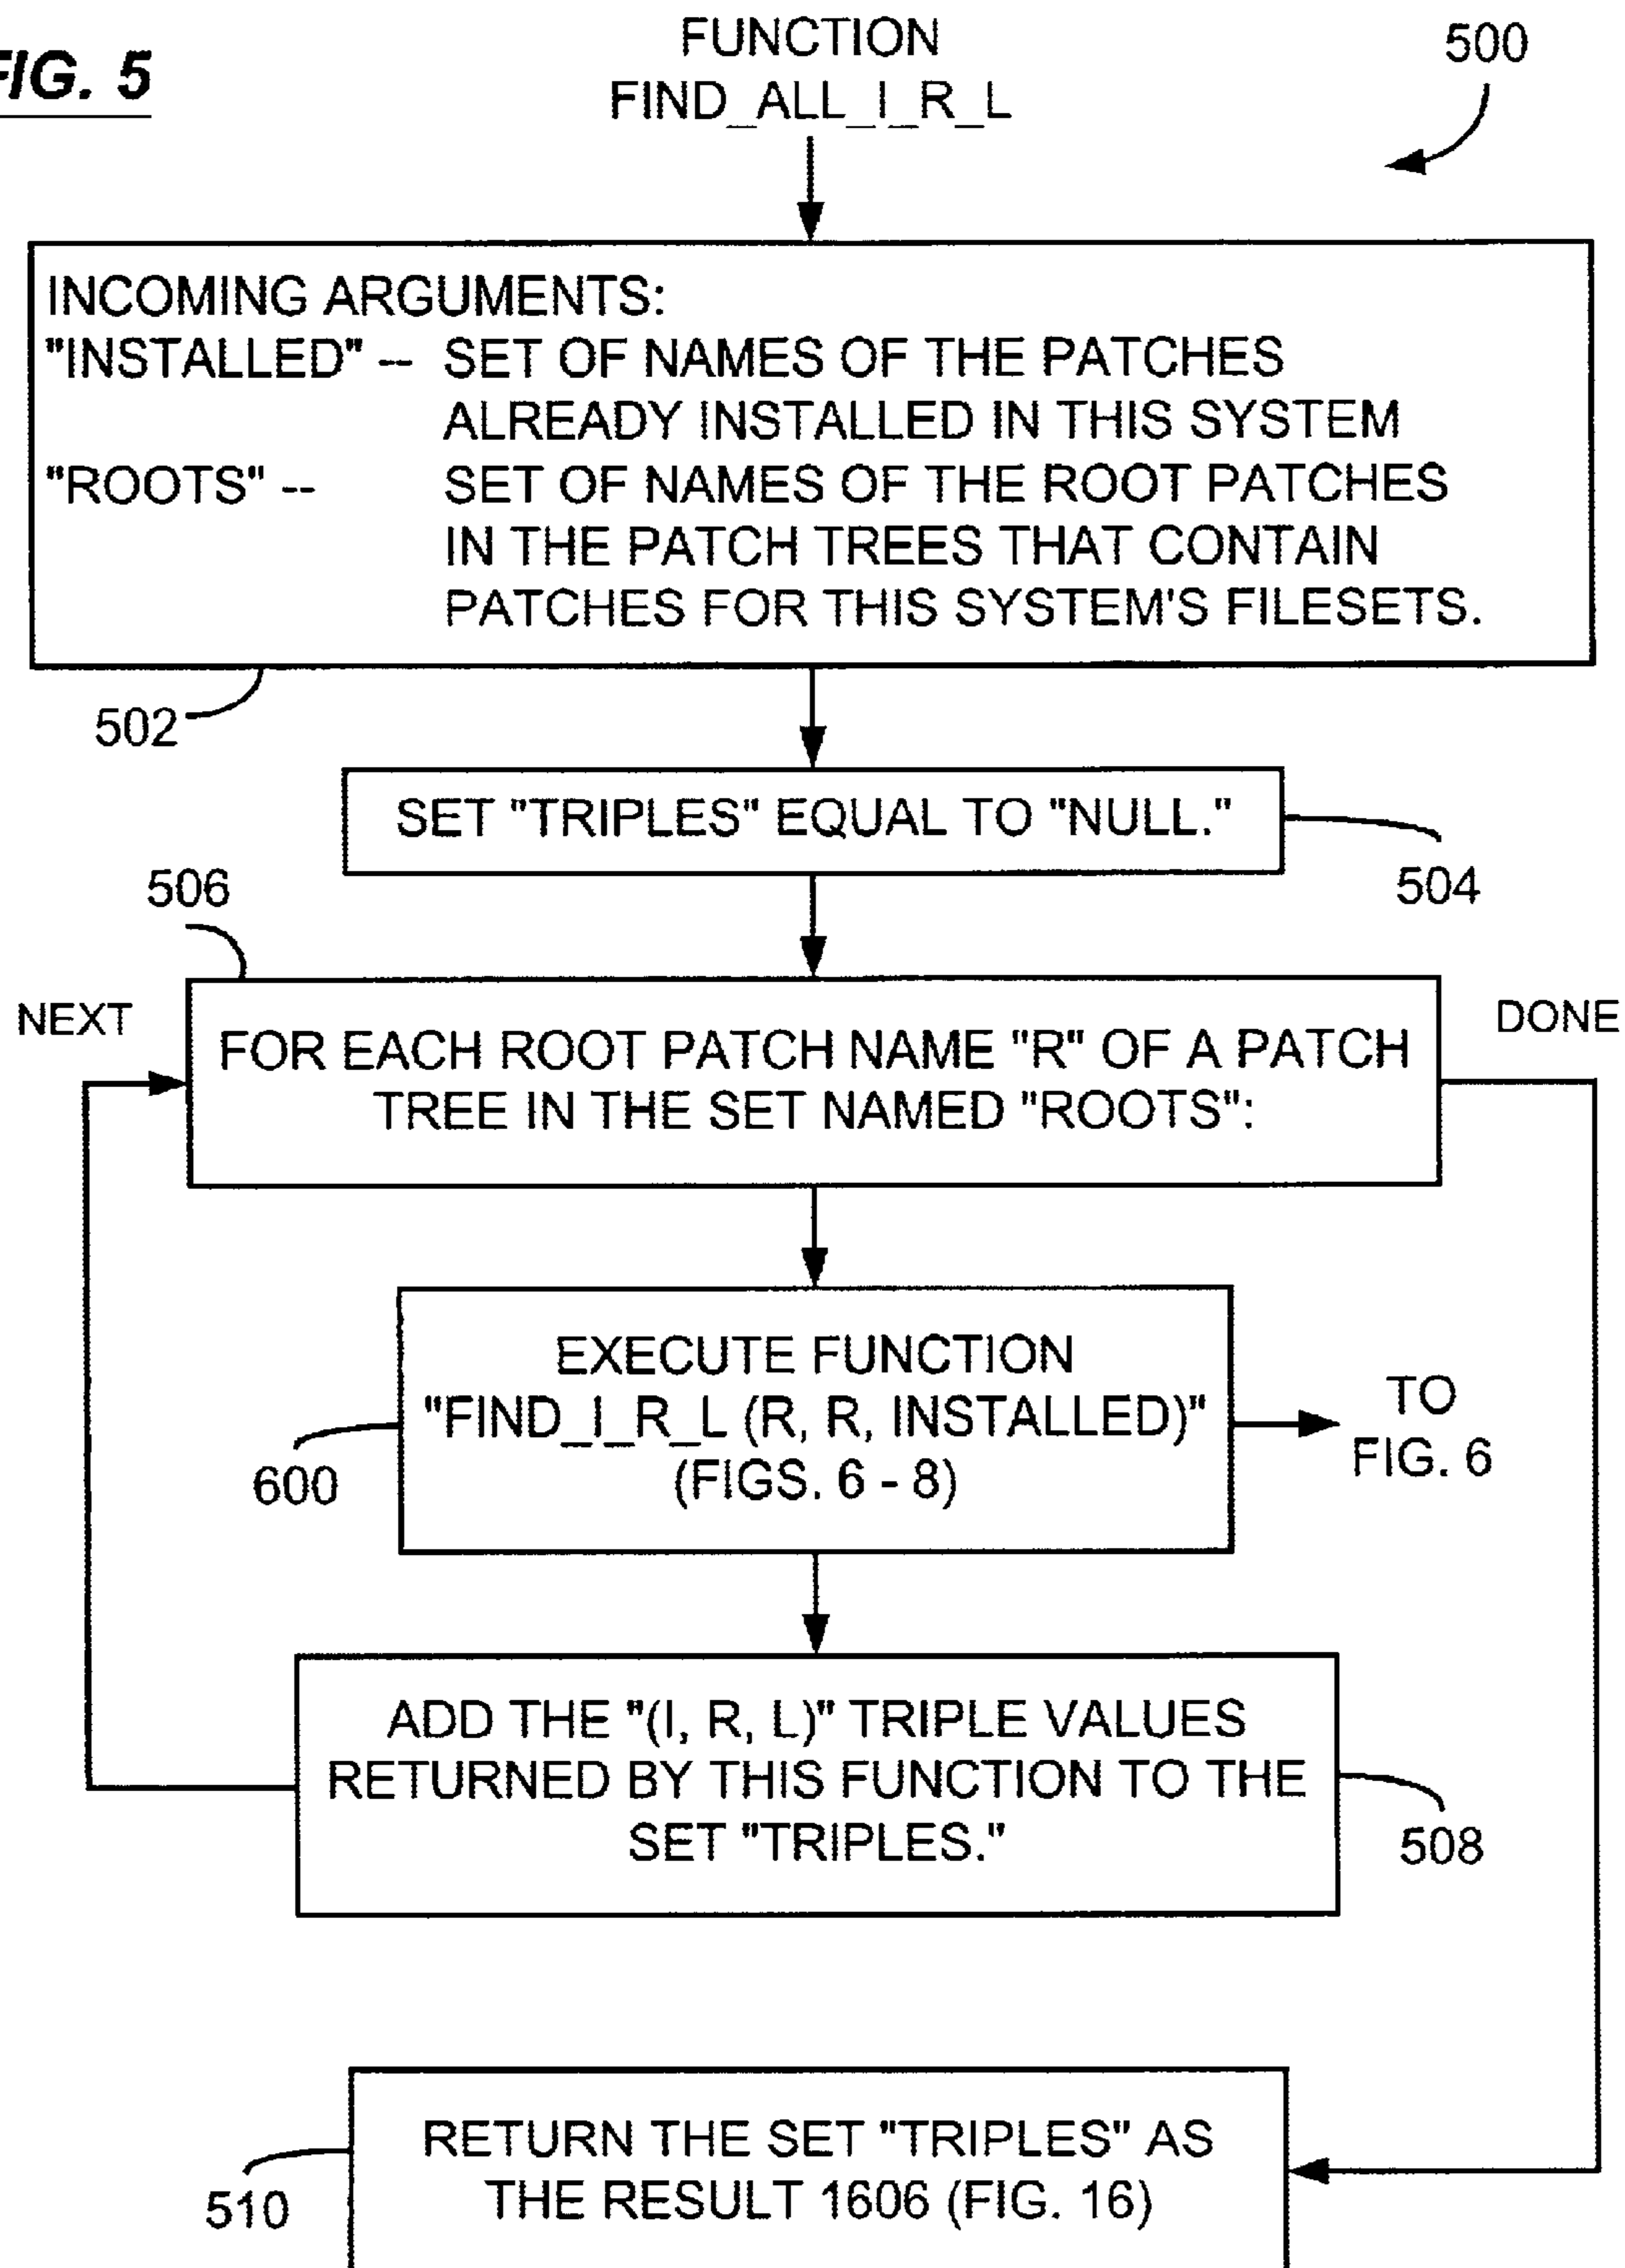 FIG. 5
FUNCTION
FIND_ALL_I_R_L
500
INCOMING ARGUMENTS:
"INSTALLED" -- SET OF NAMES OF THE PATCHES
ALREADY INSTALLED IN THIS SYSTEM
"ROOTS" -- SET OF NAMES OF THE ROOT PATCHES
IN THE PATCH TREES THAT CONTAIN
PATCHES FOR THIS SYSTEM'S FILESETS.
502
SET "TRIPLES" EQUAL TO "NULL."
504
506
NEXT
DONE
FOR EACH ROOT PATCH NAME "R" OF A PATCH
TREE IN THE SET NAMED "ROOTS":
EXECUTE FUNCTION
"FIND_I_R_L (R, R, INSTALLED)"
(FIGS. 6 - 8)
600
TO
FIG. 6
ADD THE "(I, R, L)" TRIPLE VALUES
RETURNED BY THIS FUNCTION TO THE
SET "TRIPLES."
508
RETURN THE SET "TRIPLES" AS
THE RESULT 1606 (FIG. 16)
510